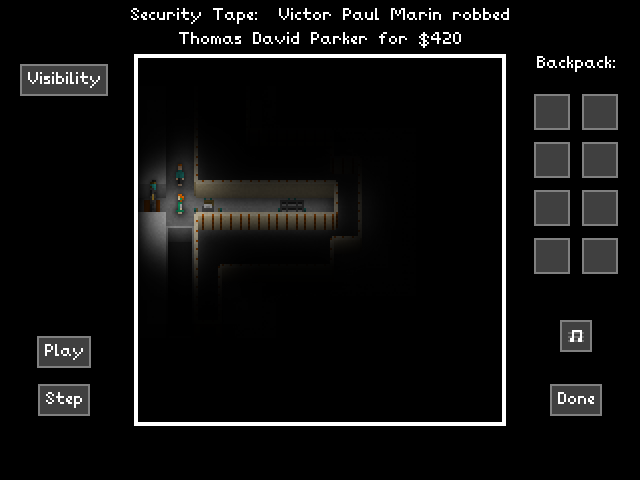 Security Tape: Victor Paul Marin robbed
Thomas David Parker for $420
Visibility
Backpack:
Play
Step
Done